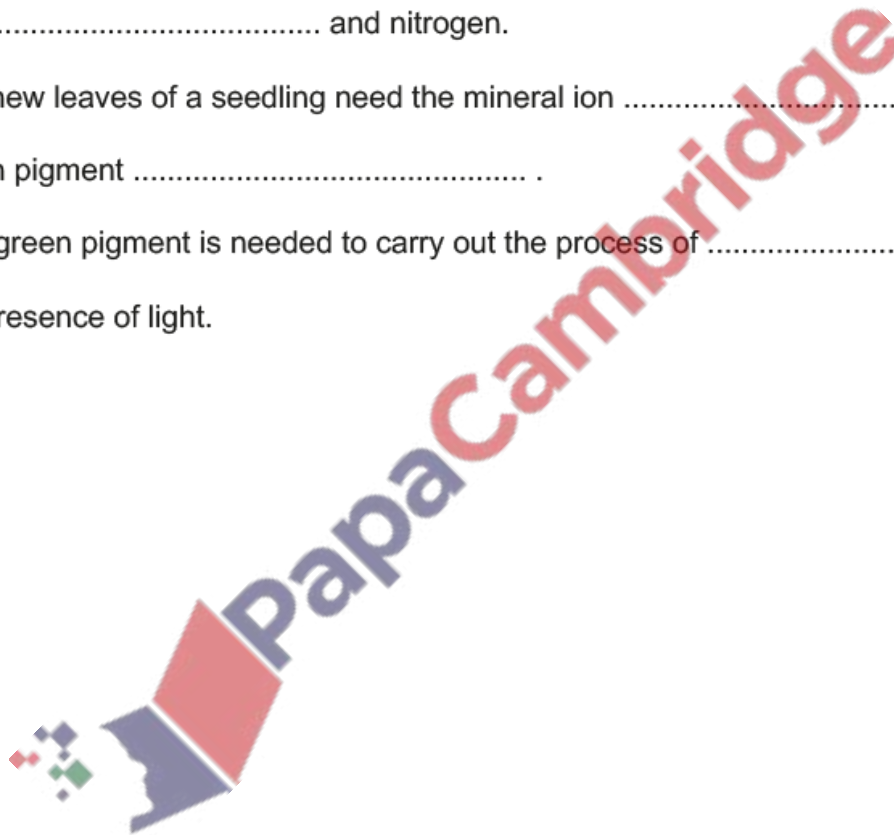 .................................... and nitrogen.
new leaves of a seedling need the mineral ion ................................
n pigment .............................................. .
green pigment is needed to carry out the process of ......................
resence of light.
PapaCambridge